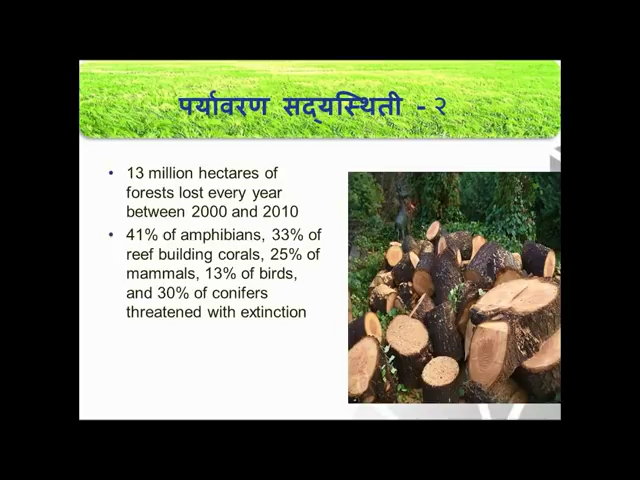 पर्यावरण सद्यस्थिती - २
• 13 million hectares of
forests lost every year
between 2000 and 2010
• 41% of amphibians, 33% of
reef building corals, 25% of
mammals, 13% of birds,
and 30% of conifers
threatened with extinction